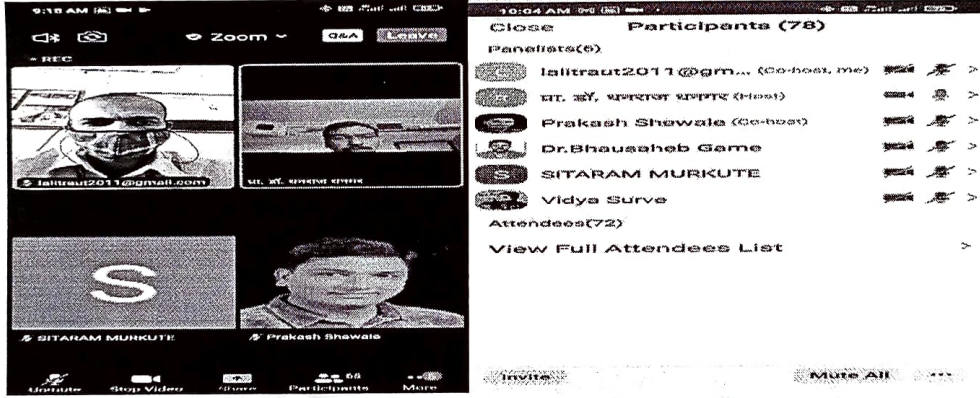 9:18 AM
Zoom
Q&A
Leave
REC
lalitraut2011@gmail.com
प्रा. डॉ.
SITARAM MURKUTE
Prakash Shewale
68
Unmute
Stop Video
Share
Participants
More
10:04 AM
Close
Participants (78)
Panelists(6)
lalitraut2011@gm... (Co-host, me)
प्रा. डॉ. (Host)
Prakash Shewale (Co-host)
Dr.Bhausaheb Game
S SITARAM MURKUTE
Vidya Surve
Attendees(72)
View Full Attendees List
Invite
Mute All
S